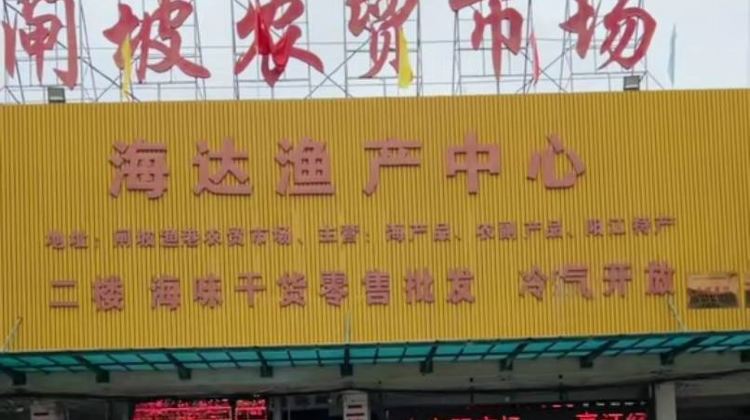 闸坡农贸市场
海达渔产中心
地址：闸坡渔港农贸市场、主营：海产品、农副产品、阳江特产
二楼 海味干货零售批发 冷气开放